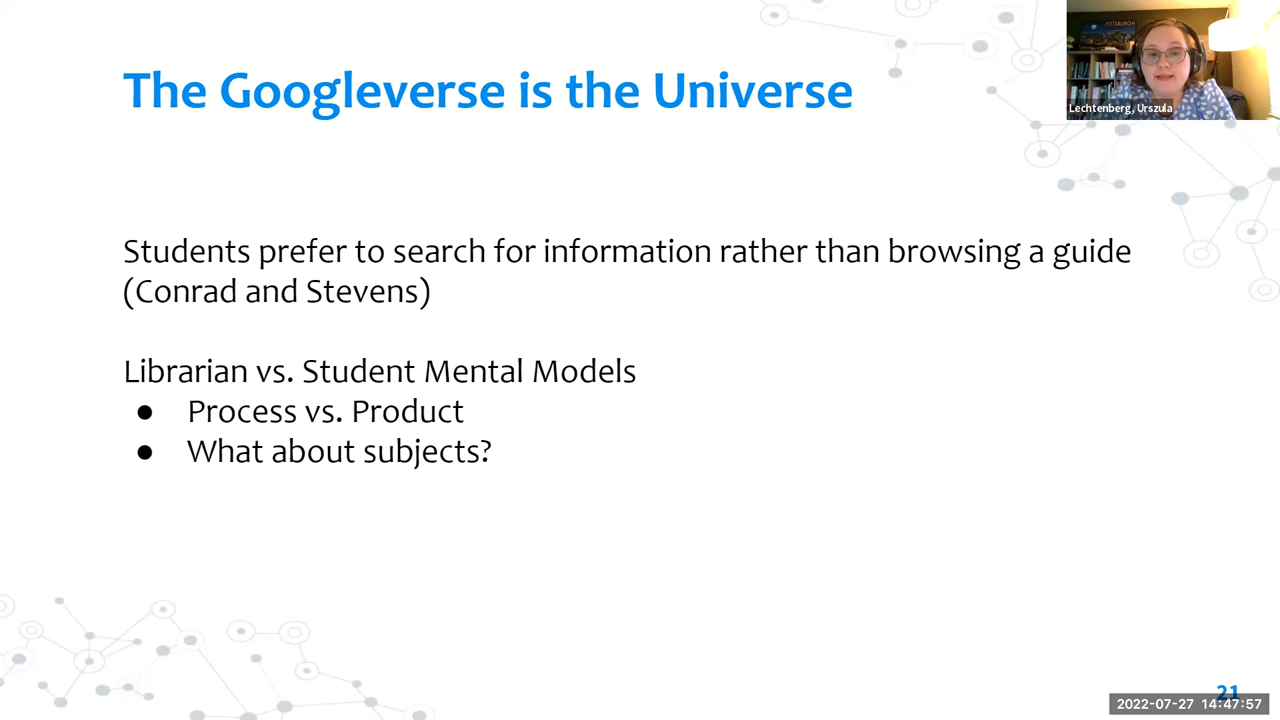 The Googleverse is the Universe
PITTSBURGH
Lechtenberg, Urszula
Students prefer to search for information rather than browsing a guide
(Conrad and Stevens)
Librarian vs. Student Mental Models
● Process vs. Product
● What about subjects?
21
2022-07-27 14:47:57